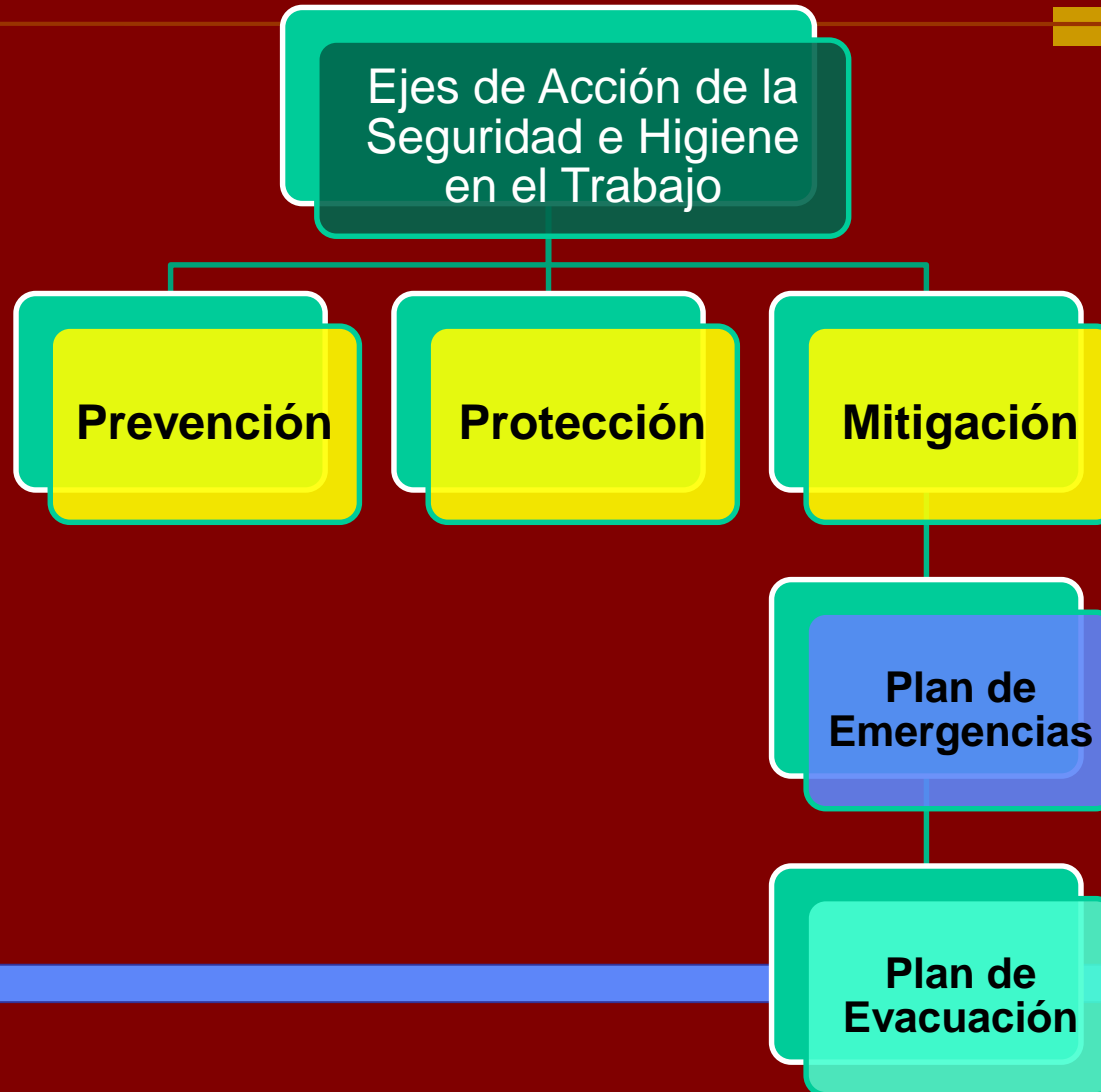 Ejes de Acción de la
Seguridad e Higiene
en el Trabajo
Prevención
Protección
Mitigación
Plan de
Emergencias
Plan de
Evacuación